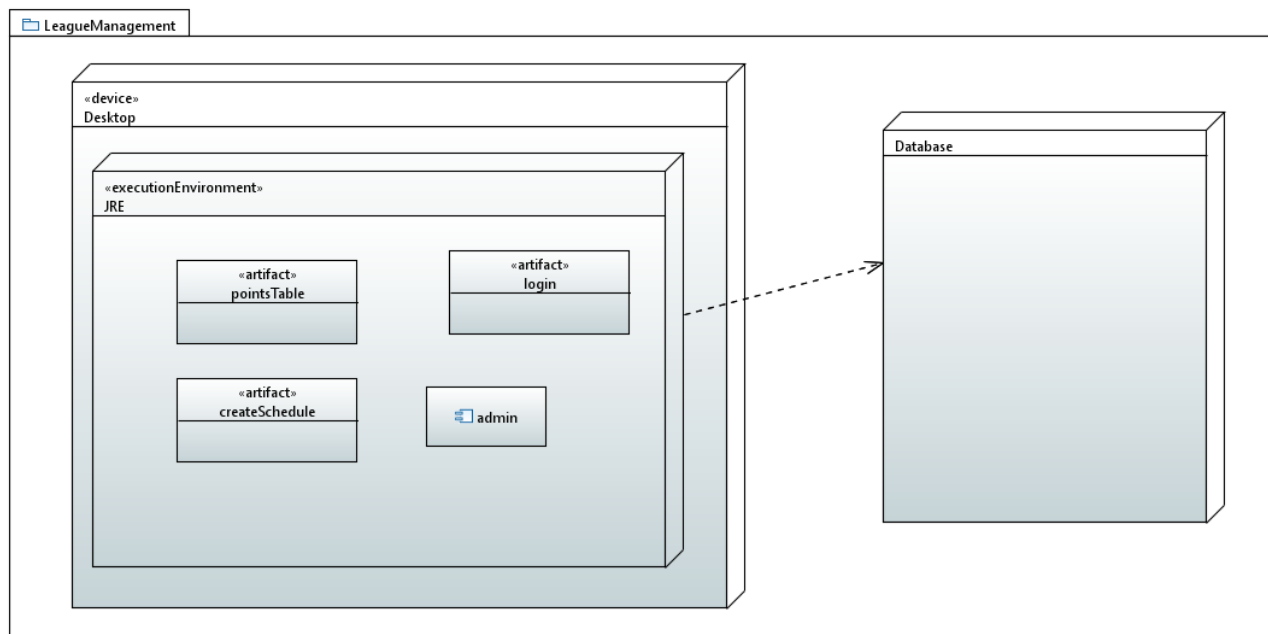 LeagueManagement
«device»
Desktop
Database
«executionEnvironment»
JRE
«artifact»
pointsTable
«artifact»
login
«artifact»
createSchedule
admin